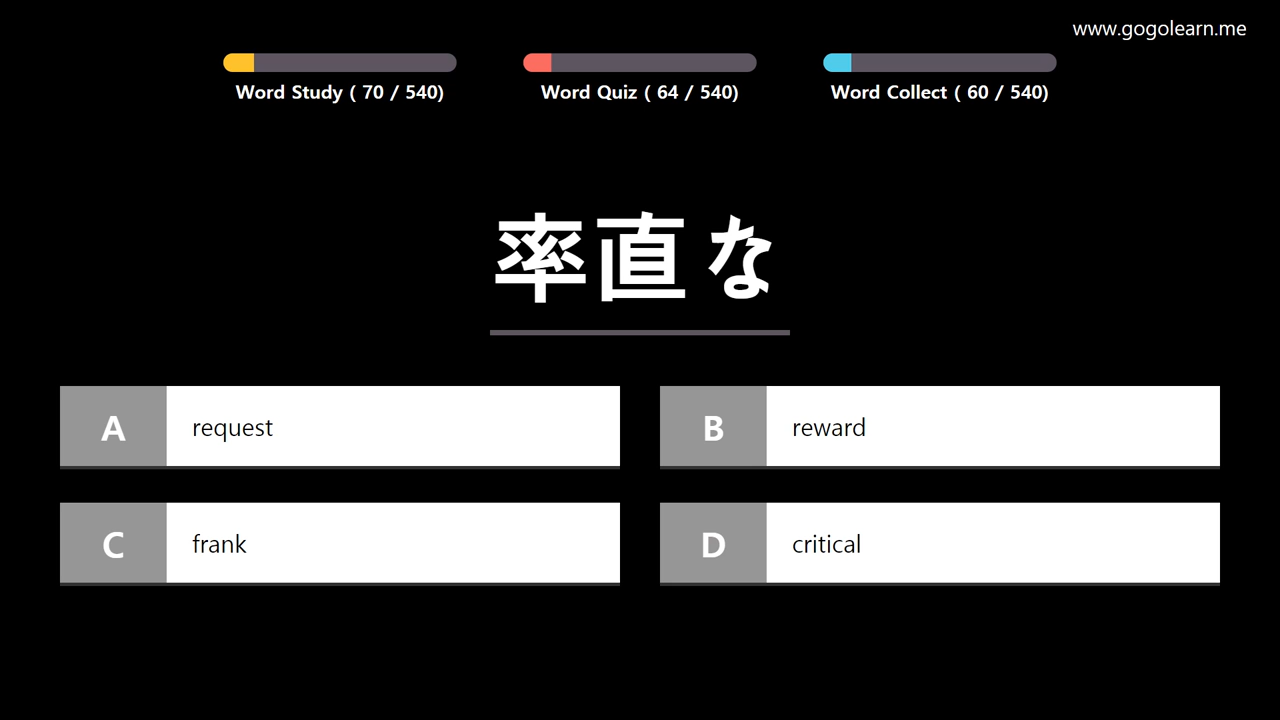 www.gogolearn.me
Word Study ( 70 / 540)
Word Quiz ( 64 / 540)
Word Collect ( 60 / 540)
率直な
A request
B reward
C frank
D critical